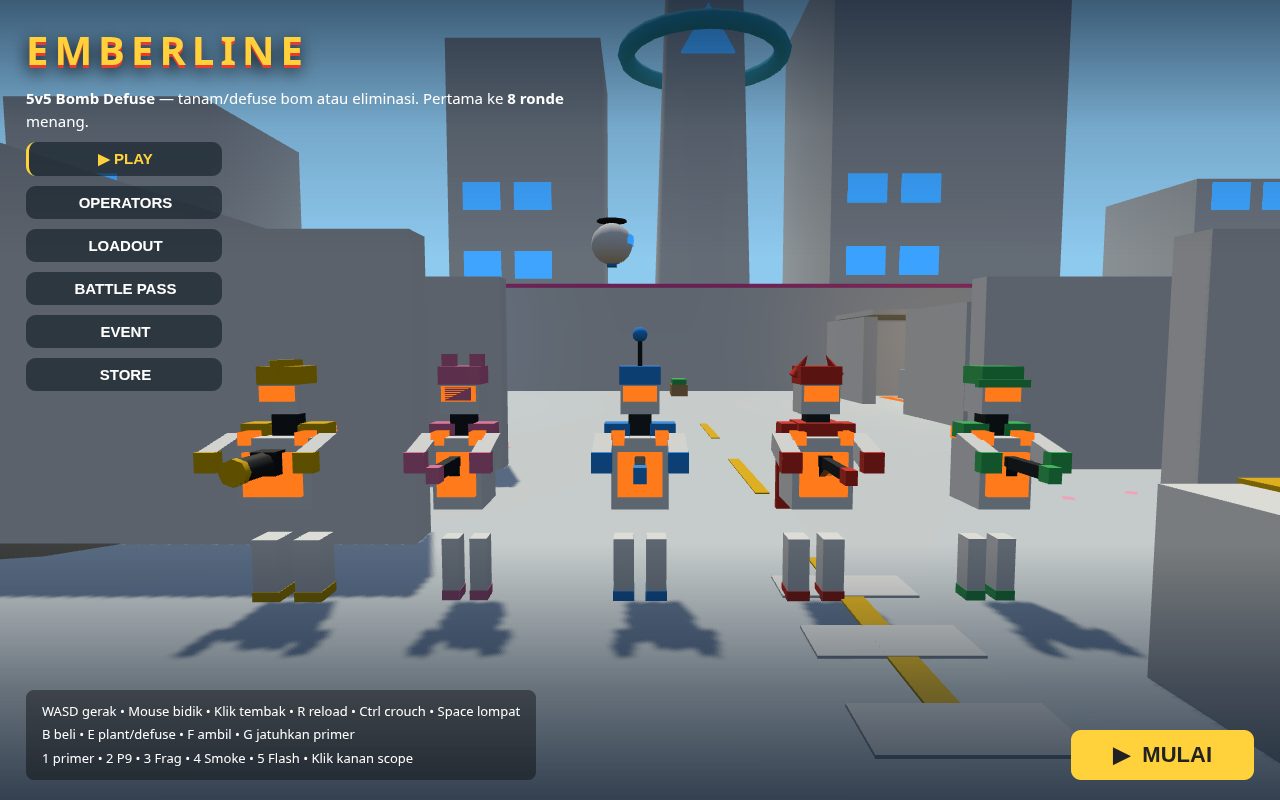 EMBERLINE
5v5 Bomb Defuse — tanam/defuse bom atau eliminasi. Pertama ke 8 ronde
menang.
▶ PLAY
OPERATORS
LOADOUT
BATTLE PASS
EVENT
STORE
WASD gerak • Mouse bidik • Klik tembak • R reload • Ctrl crouch • Space lompat
B beli • E plant/defuse • F ambil • G jatuhkan primer
1 primer • 2 P9 • 3 Frag • 4 Smoke • 5 Flash • Klik kanan scope
▶ MULAI